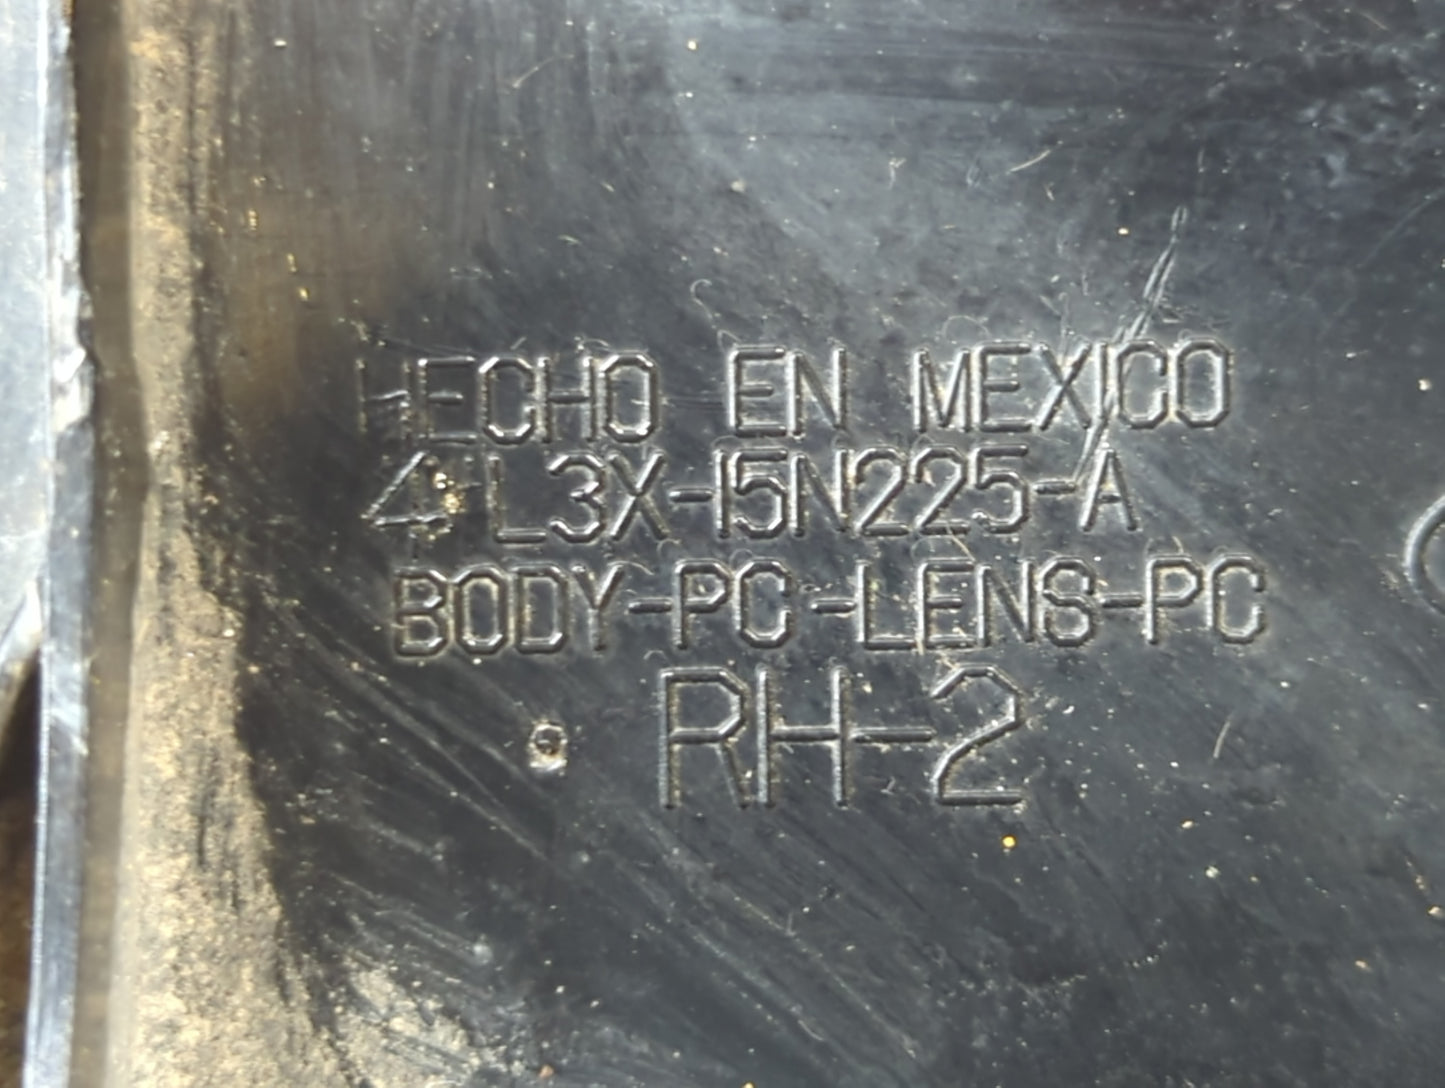 HECHO EN MEXICO
4L3X-15N225-A
BODY-PC-LENS-PC
RH-2